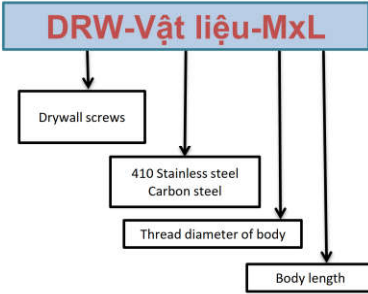 DRW-Vật liệu-MxL
Drywall screws
410 Stainless steel
Carbon steel
Thread diameter of body
Body length